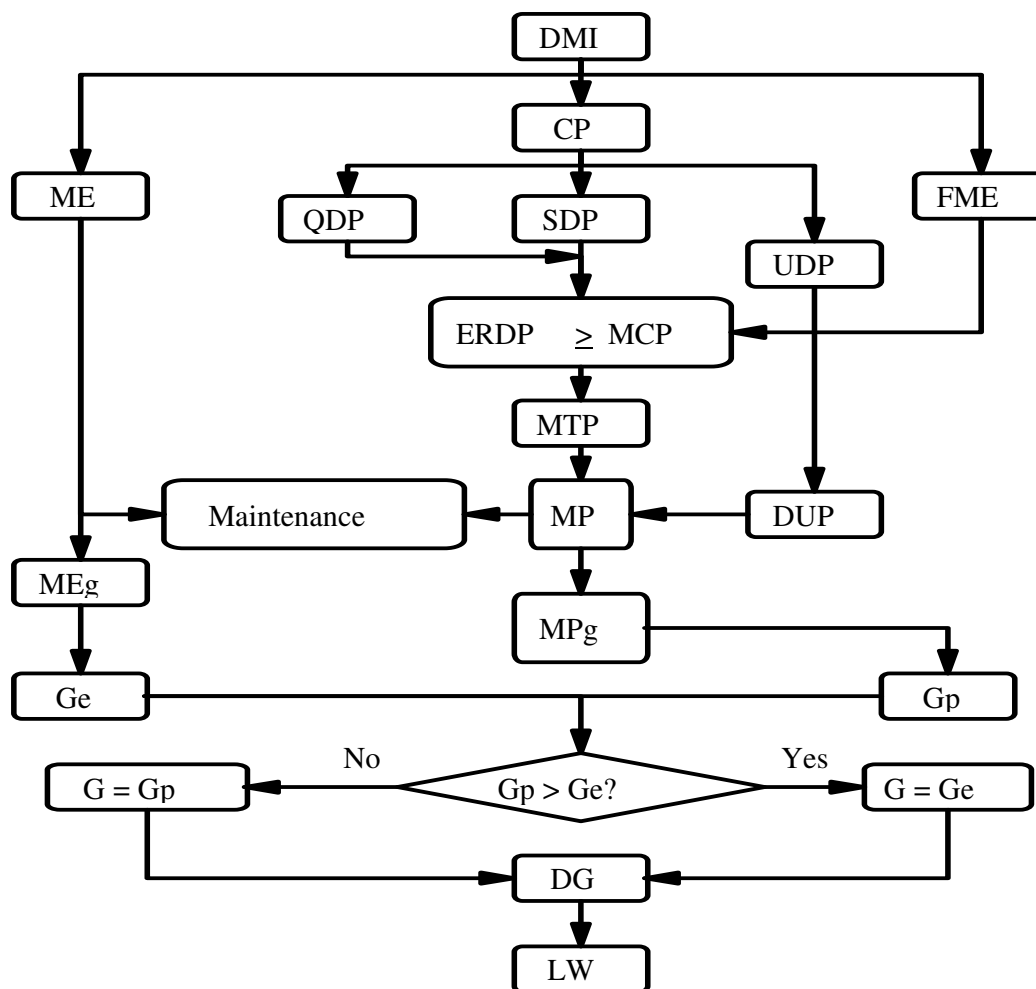 DMI
CP
ME
FME
QDP
SDP
UDP
ERDP ≥ MCP
MTP
Maintenance
MP
DUP
MEg
MPg
Ge
Gp
No
Yes
G = Gp
Gp > Ge?
G = Ge
DG
LW